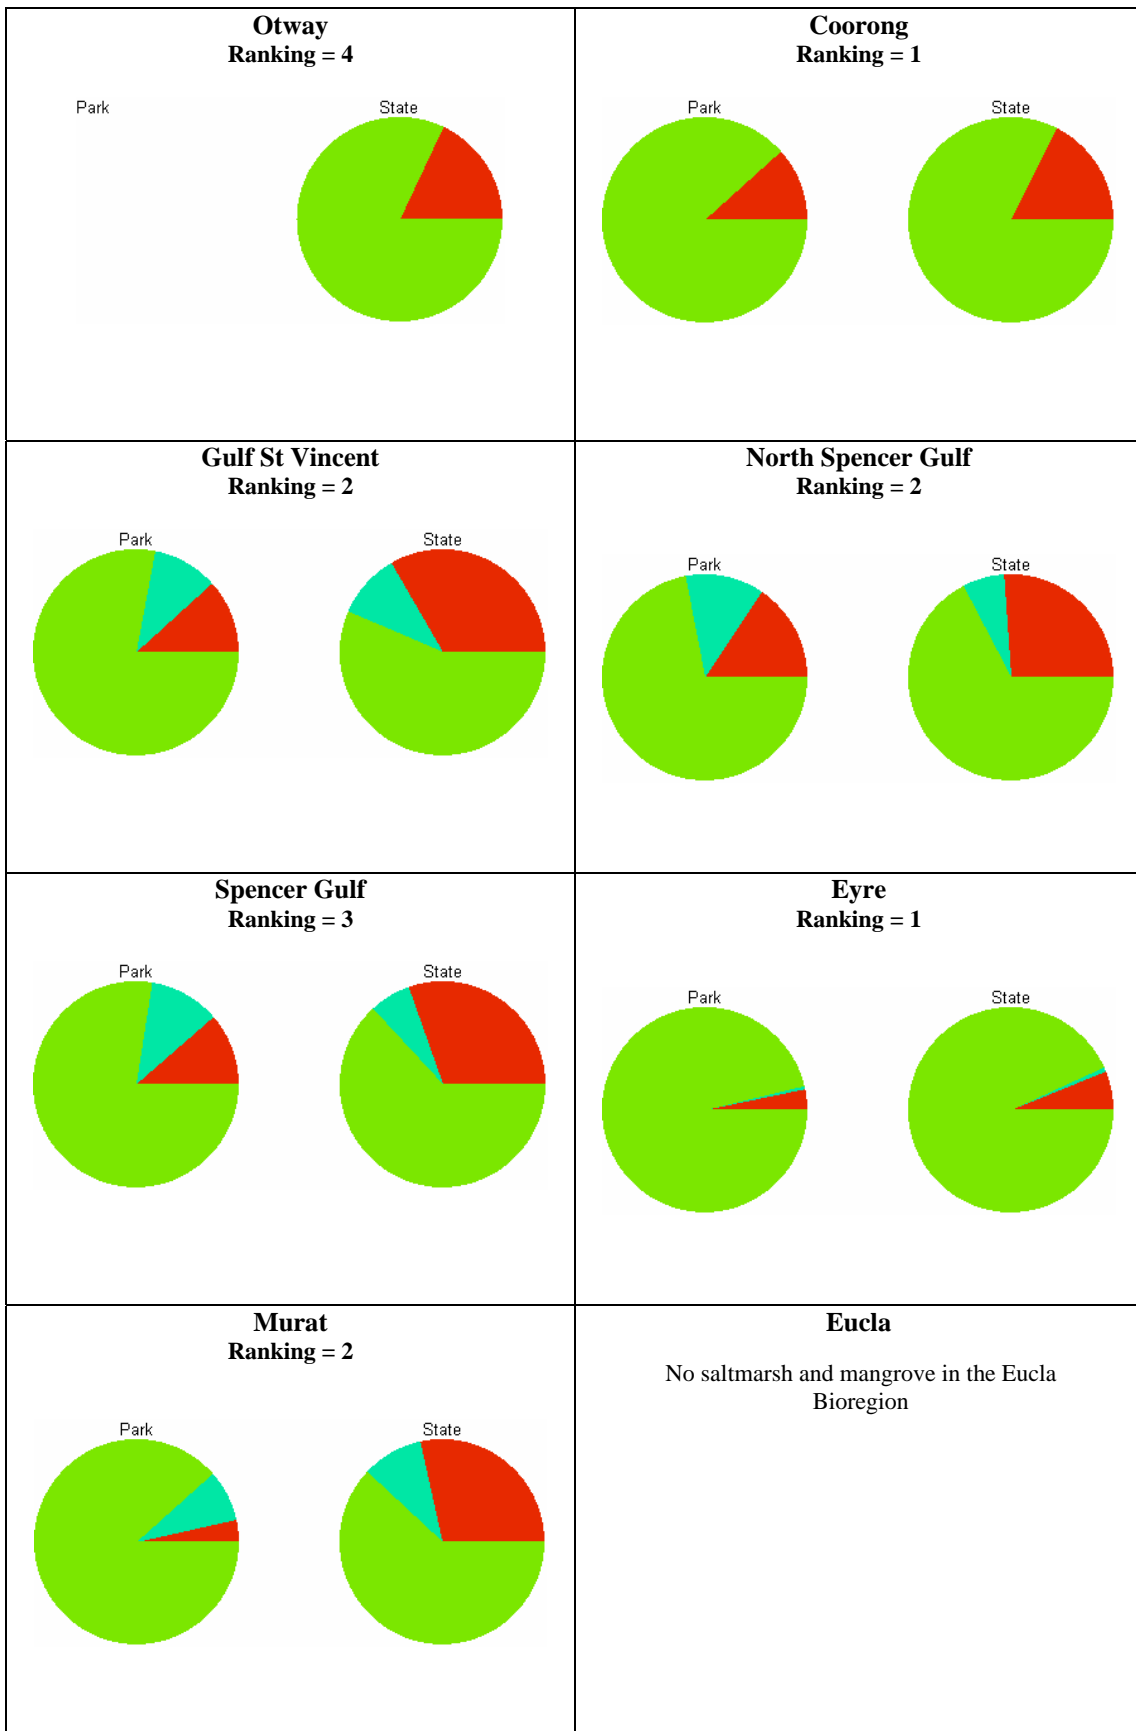 Otway
Ranking = 4
Park
State
Coorong
Ranking = 1
Park
State
Gulf St Vincent
Ranking = 2
Park
State
North Spencer Gulf
Ranking = 2
Park
State
Spencer Gulf
Ranking = 3
Park
State
Eyre
Ranking = 1
Park
State
Murat
Ranking = 2
Park
State
Eucla
No saltmarsh and mangrove in the Eucla
Bioregion